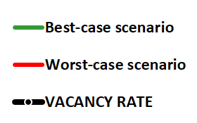 Best-case scenario
Worst-case scenario
VACANCY RATE